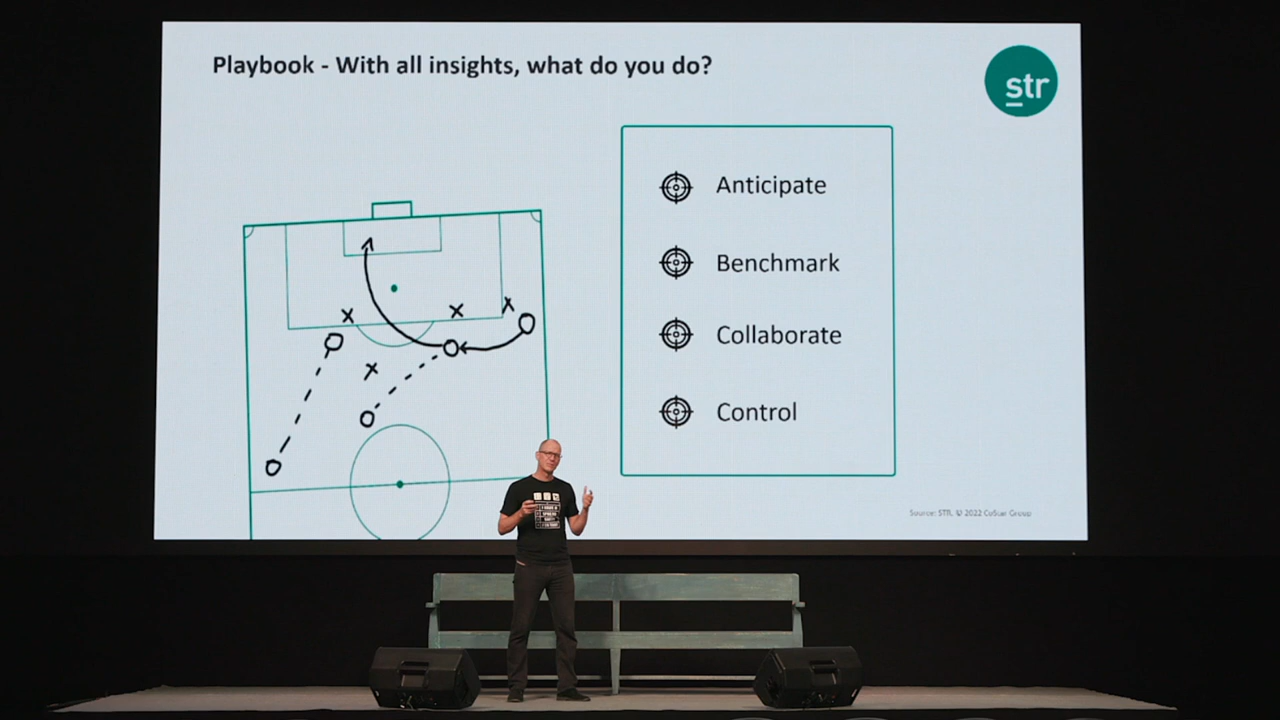 Playbook - With all insights, what do you do?
str
Anticipate
Benchmark
Collaborate
Control
Source: STR. © 2022 CoStar Group